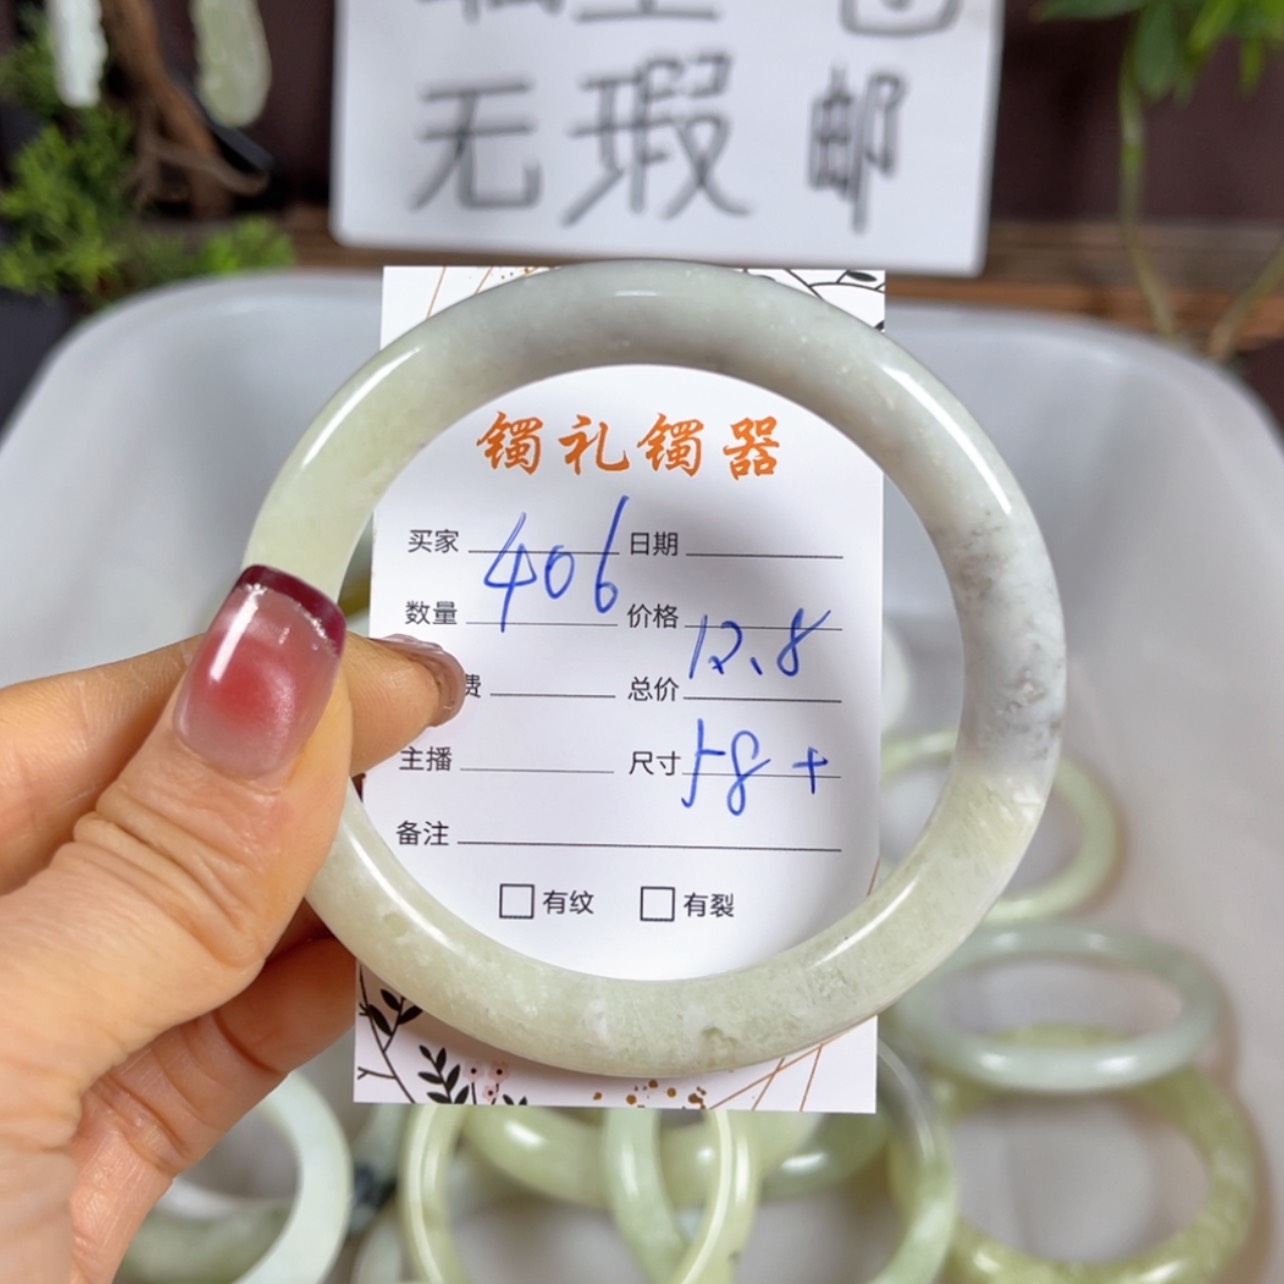 无瑕 邮
镯礼镯器
买家 406 日期
数量 价格 12.8
费 总价
主播 尺寸 58+
备注
有纹 有裂